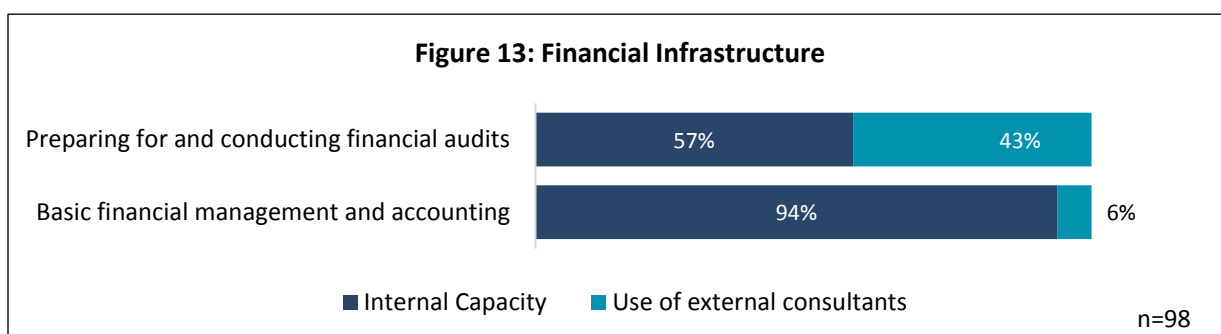 Figure 13: Financial Infrastructure
Preparing for and conducting financial audits 57% 43%
Basic financial management and accounting 94% 6%
Internal Capacity Use of external consultants
n=98